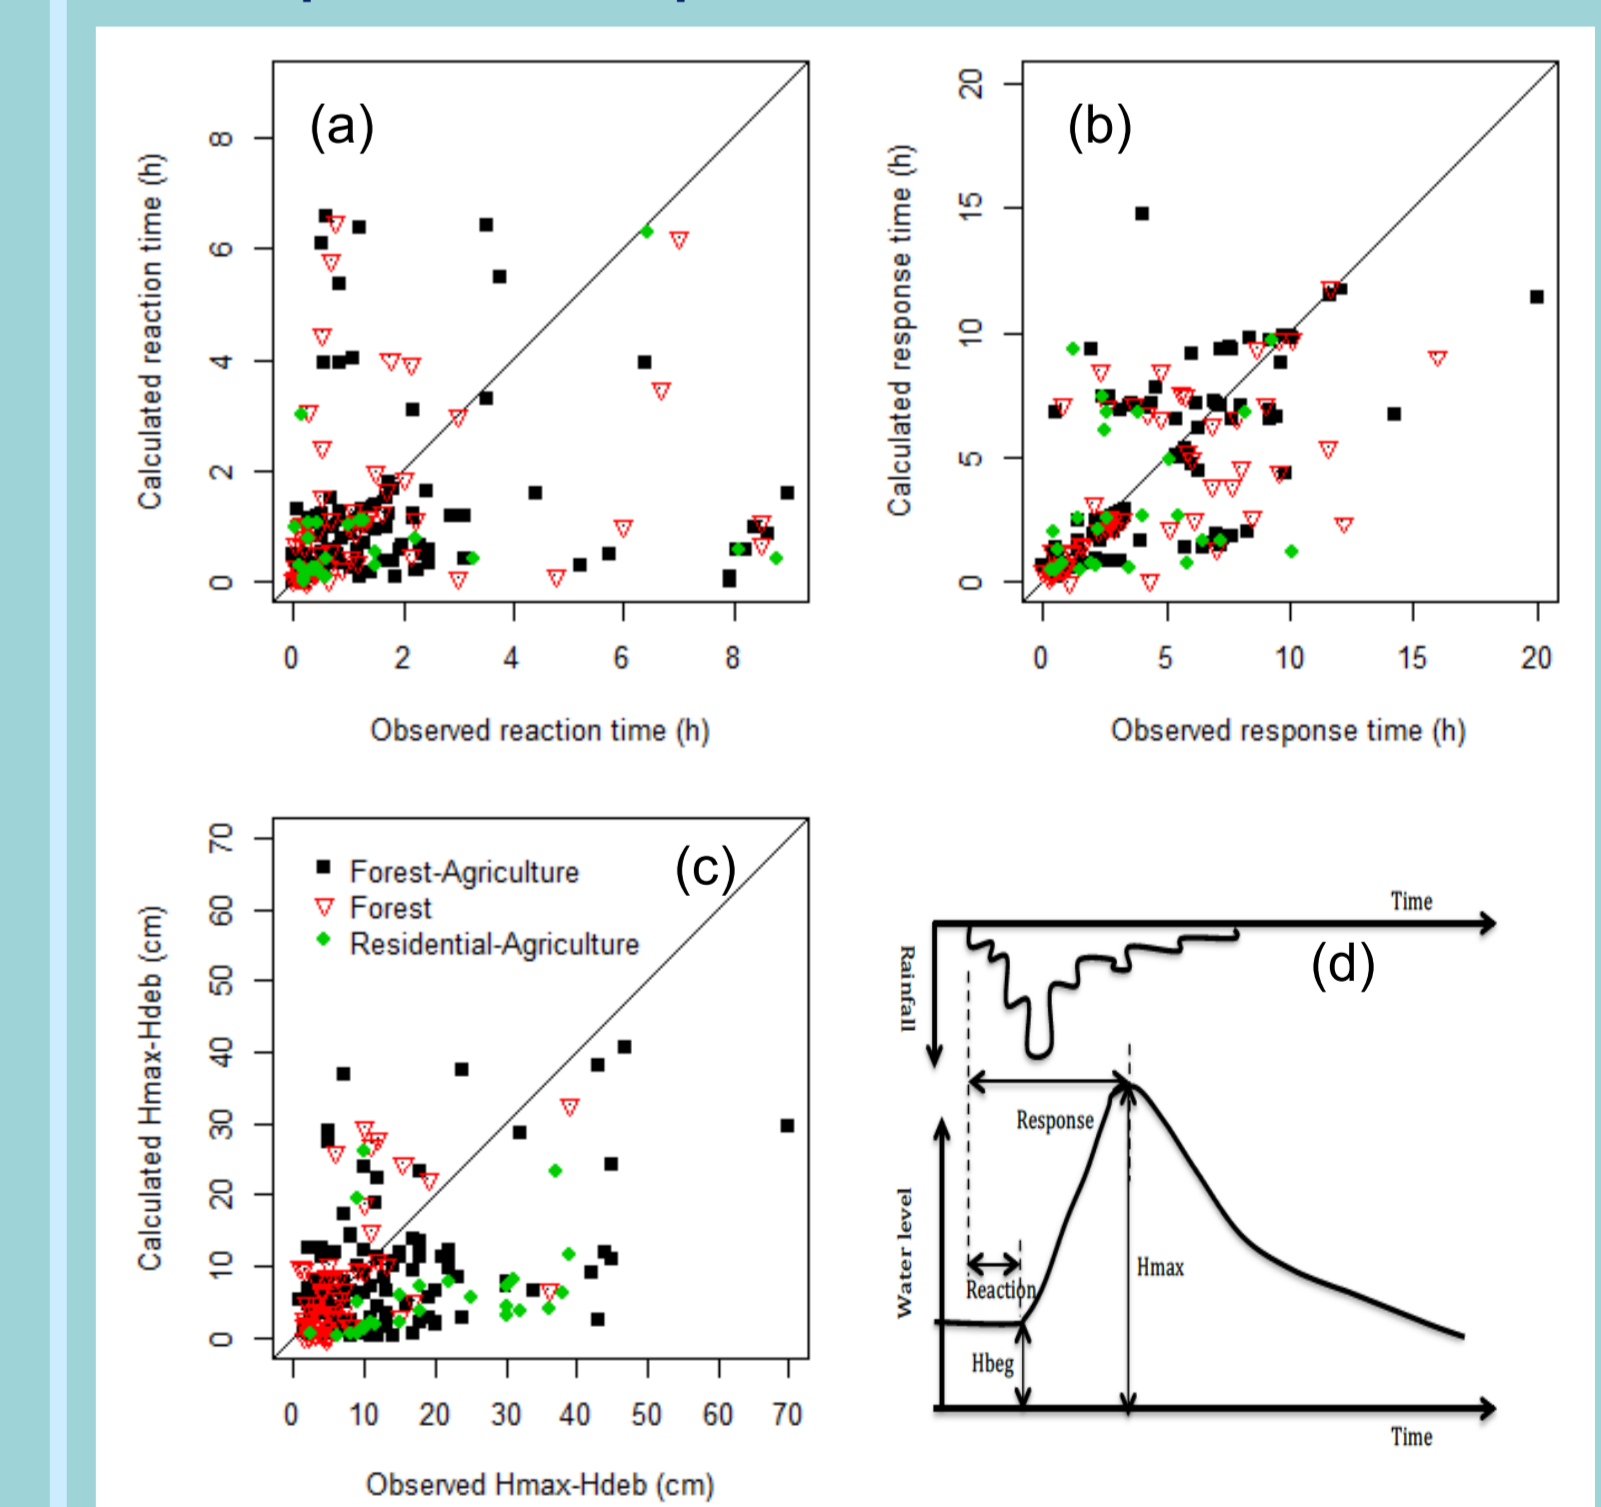 (a)
Calculated reaction time (h)
8
6
4
2
0
0 2 4 6 8
Observed reaction time (h)
(b)
Calculated response time (h)
20
15
10
5
0
0 5 10 15 20
Observed response time (h)
(c)
Calculated Hmax-Hdeb (cm)
70
60
50
40
30
20
10
0
Forest-Agriculture
Forest
Residential-Agriculture
0 10 20 30 40 50 60 70
Observed Hmax-Hdeb (cm)
Time
(d)
Rainfall
Response
Water level
Reaction
Hmax
Hbeg
Time